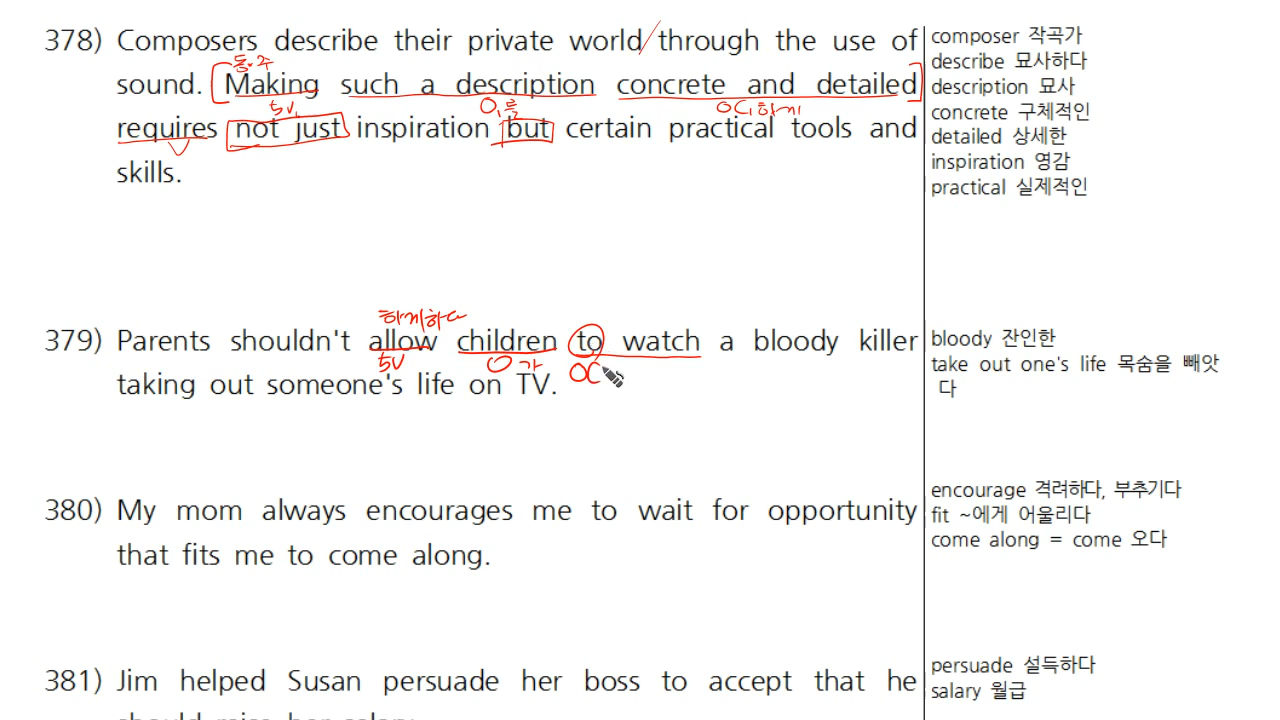 378) Composers describe their private world/through the use of
동.주
sound. [Making such a description concrete and detailed]
5V, O,를 OC,하게
requires not just inspiration but certain practical tools and
V
skills.
composer 작곡가
describe 묘사하다
description 묘사
concrete 구체적인
detailed 상세한
inspiration 영감
practical 실제적인
하게하다
379) Parents shouldn't allow children to watch a bloody killer
5V O 가 OC
taking out someone's life on TV.
bloody 잔인한
take out one's life 목숨을 빼앗
다
380) My mom always encourages me to wait for opportunity
that fits me to come along.
encourage 격려하다, 부추기다
fit ~에게 어울리다
come along = come 오다
381) Jim helped Susan persuade her boss to accept that he
persuade 설득하다
salary 월급